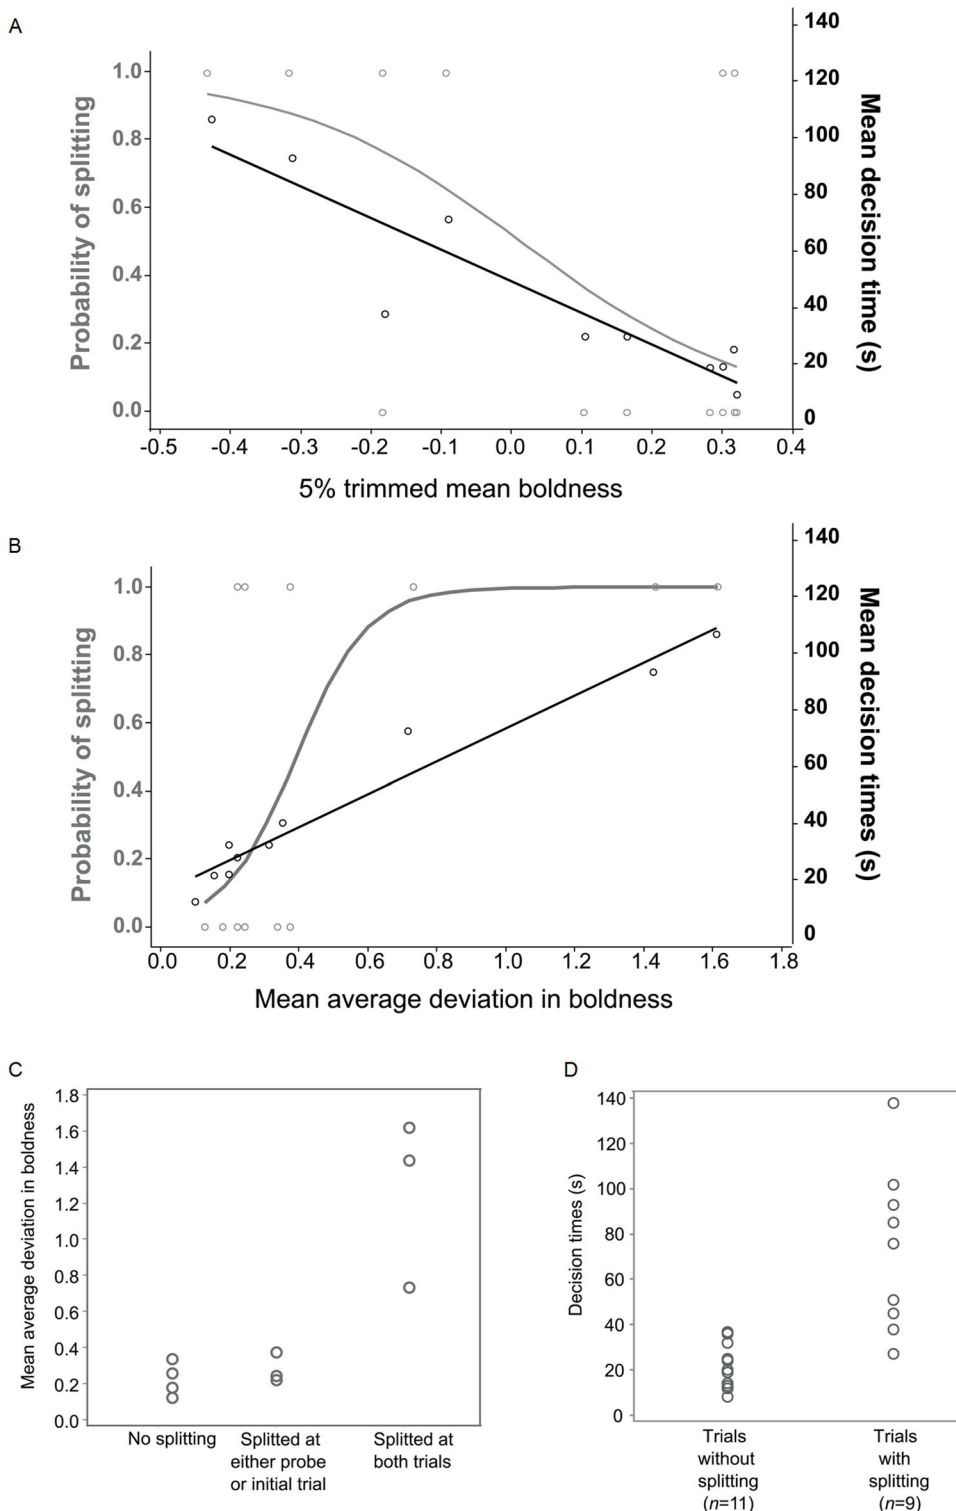 A
Probability of splitting
1.0
0.8
0.6
0.4
0.2
0.0
140
120
100
80
60
40
20
0
Mean decision time (s)
-0.5 -0.4 -0.3 -0.2 -0.1 0.0 0.1 0.2 0.3 0.4
5% trimmed mean boldness
B
Probability of splitting
1.0
0.8
0.6
0.4
0.2
0.0
140
120
100
80
60
40
20
0
Mean decision times (s)
0.0 0.2 0.4 0.6 0.8 1.0 1.2 1.4 1.6 1.8
Mean average deviation in boldness
C
Mean average deviation in boldness
1.8
1.6
1.4
1.2
1.0
0.8
0.6
0.4
0.2
0.0
No splitting
Splitted at
either probe
or initial trial
Splitted at
both trials
D
Decision times (s)
140
120
100
80
60
40
20
0
Trials
without
splitting
(n=11)
Trials
with
splitting
(n=9)